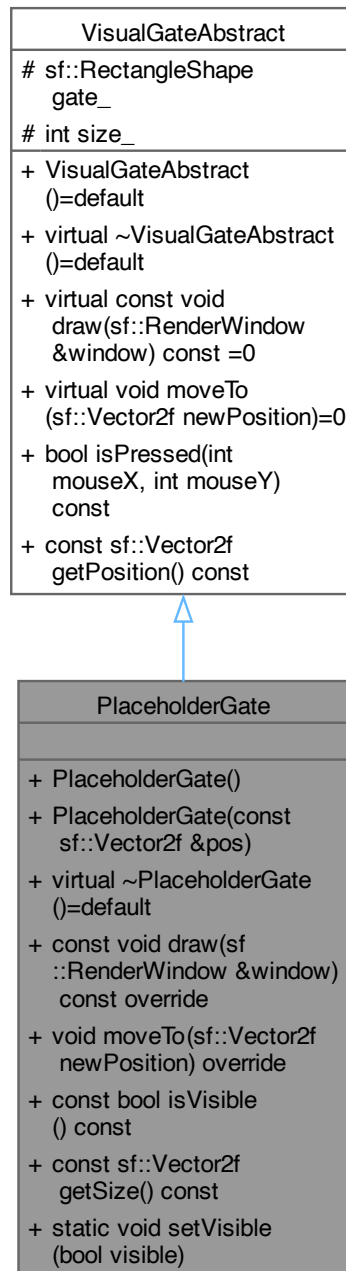 VisualGateAbstract
# sf::RectangleShape
gate_
# int size_
+ VisualGateAbstract
()=default
+ virtual ~VisualGateAbstract
()=default
+ virtual const void
draw(sf::RenderWindow
&window) const =0
+ virtual void moveTo
(sf::Vector2f newPosition)=0
+ bool isPressed(int
mouseX, int mouseY)
const
+ const sf::Vector2f
getPosition() const
PlaceholderGate
+ PlaceholderGate()
+ PlaceholderGate(const
sf::Vector2f &pos)
+ virtual ~PlaceholderGate
()=default
+ const void draw(sf
::RenderWindow &window)
const override
+ void moveTo(sf::Vector2f
newPosition) override
+ const bool isVisible
() const
+ const sf::Vector2f
getSize() const
+ static void setVisible
(bool visible)